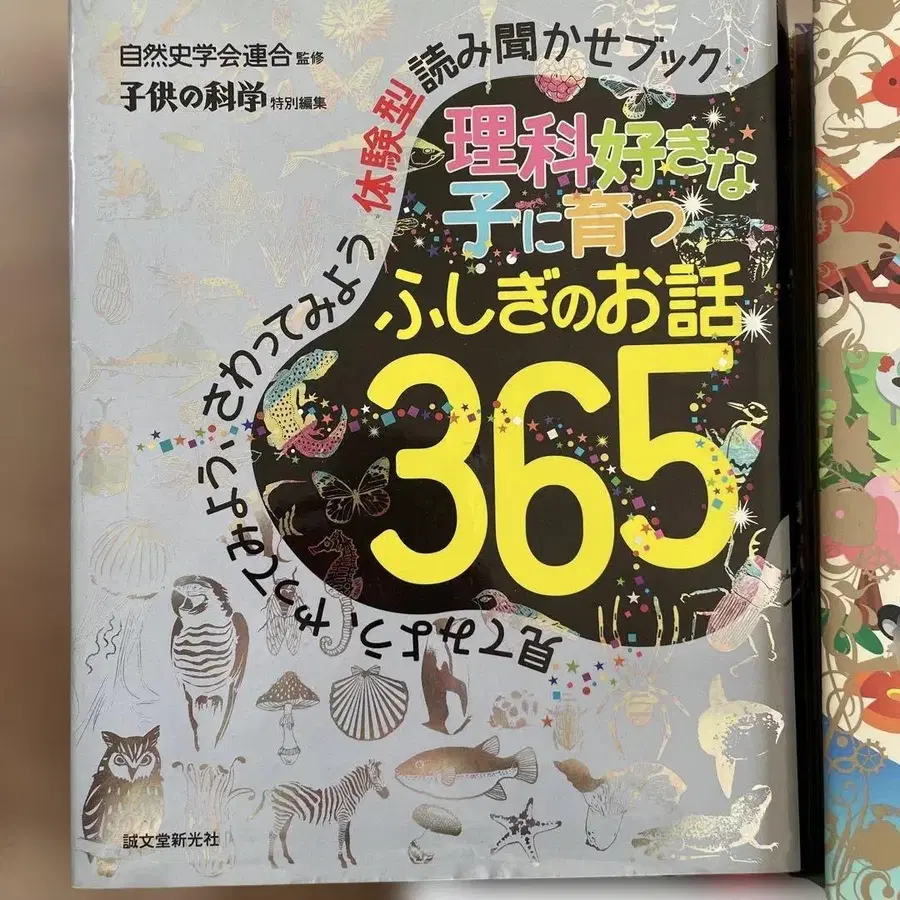 自然史学会連合 監修
子供の科学 特別編集
見てみよう、やってみよう、さわってみよう
体験型 読み聞かせブック
理科好きな
子に育つ
ふしぎのお話
365
誠文堂新光社